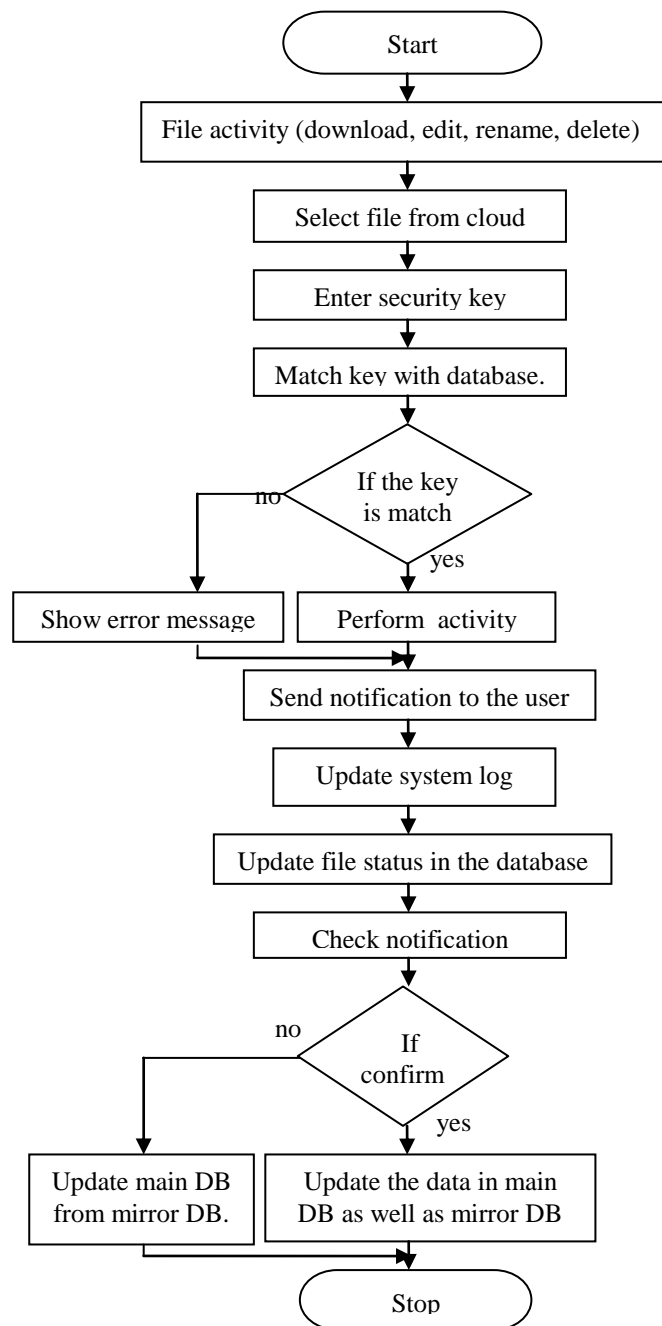 Start
File activity (download, edit, rename, delete)
Select file from cloud
Enter security key
Match key with database.
If the key
is match
no
yes
Show error message
Perform activity
Send notification to the user
Update system log
Update file status in the database
Check notification
no
If
confirm
yes
Update main DB
from mirror DB.
Update the data in main
DB as well as mirror DB
Stop